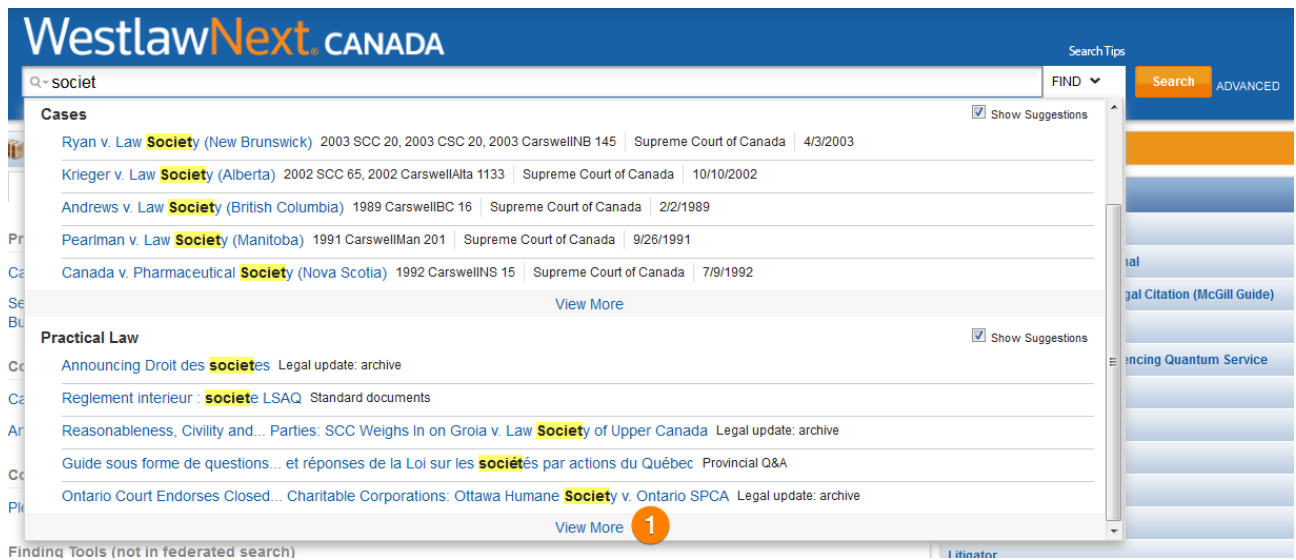 WestlawNext. CANADA
Search Tips
societ
FIND
Search
ADVANCED
Cases
Show Suggestions
Ryan v. Law Society (New Brunswick) 2003 SCC 20, 2003 CSC 20, 2003 CarswellNB 145 Supreme Court of Canada 4/3/2003
Krieger v. Law Society (Alberta) 2002 SCC 65, 2002 CarswellAlta 1133 Supreme Court of Canada 10/10/2002
Andrews v. Law Society (British Columbia) 1989 CarswellBC 16 Supreme Court of Canada 2/2/1989
Pearlman v. Law Society (Manitoba) 1991 CarswellMan 201 Supreme Court of Canada 9/26/1991
Canada v. Pharmaceutical Society (Nova Scotia) 1992 CarswellNS 15 Supreme Court of Canada 7/9/1992
View More
Practical Law
Show Suggestions
Announcing Droit des societes Legal update: archive
Reglement interieur : societe LSAQ Standard documents
Reasonableness, Civility and... Parties: SCC Weighs In on Groia v. Law Society of Upper Canada Legal update: archive
Guide sous forme de questions... et réponses de la Loi sur les sociétés par actions du Québec Provincial Q&A
Ontario Court Endorses Closed... Charitable Corporations: Ottawa Humane Society v. Ontario SPCA Legal update: archive
View More 1
Finding Tools (not in federated search)
gal Citation (McGill Guide)
encing Quantum Service
Litigator